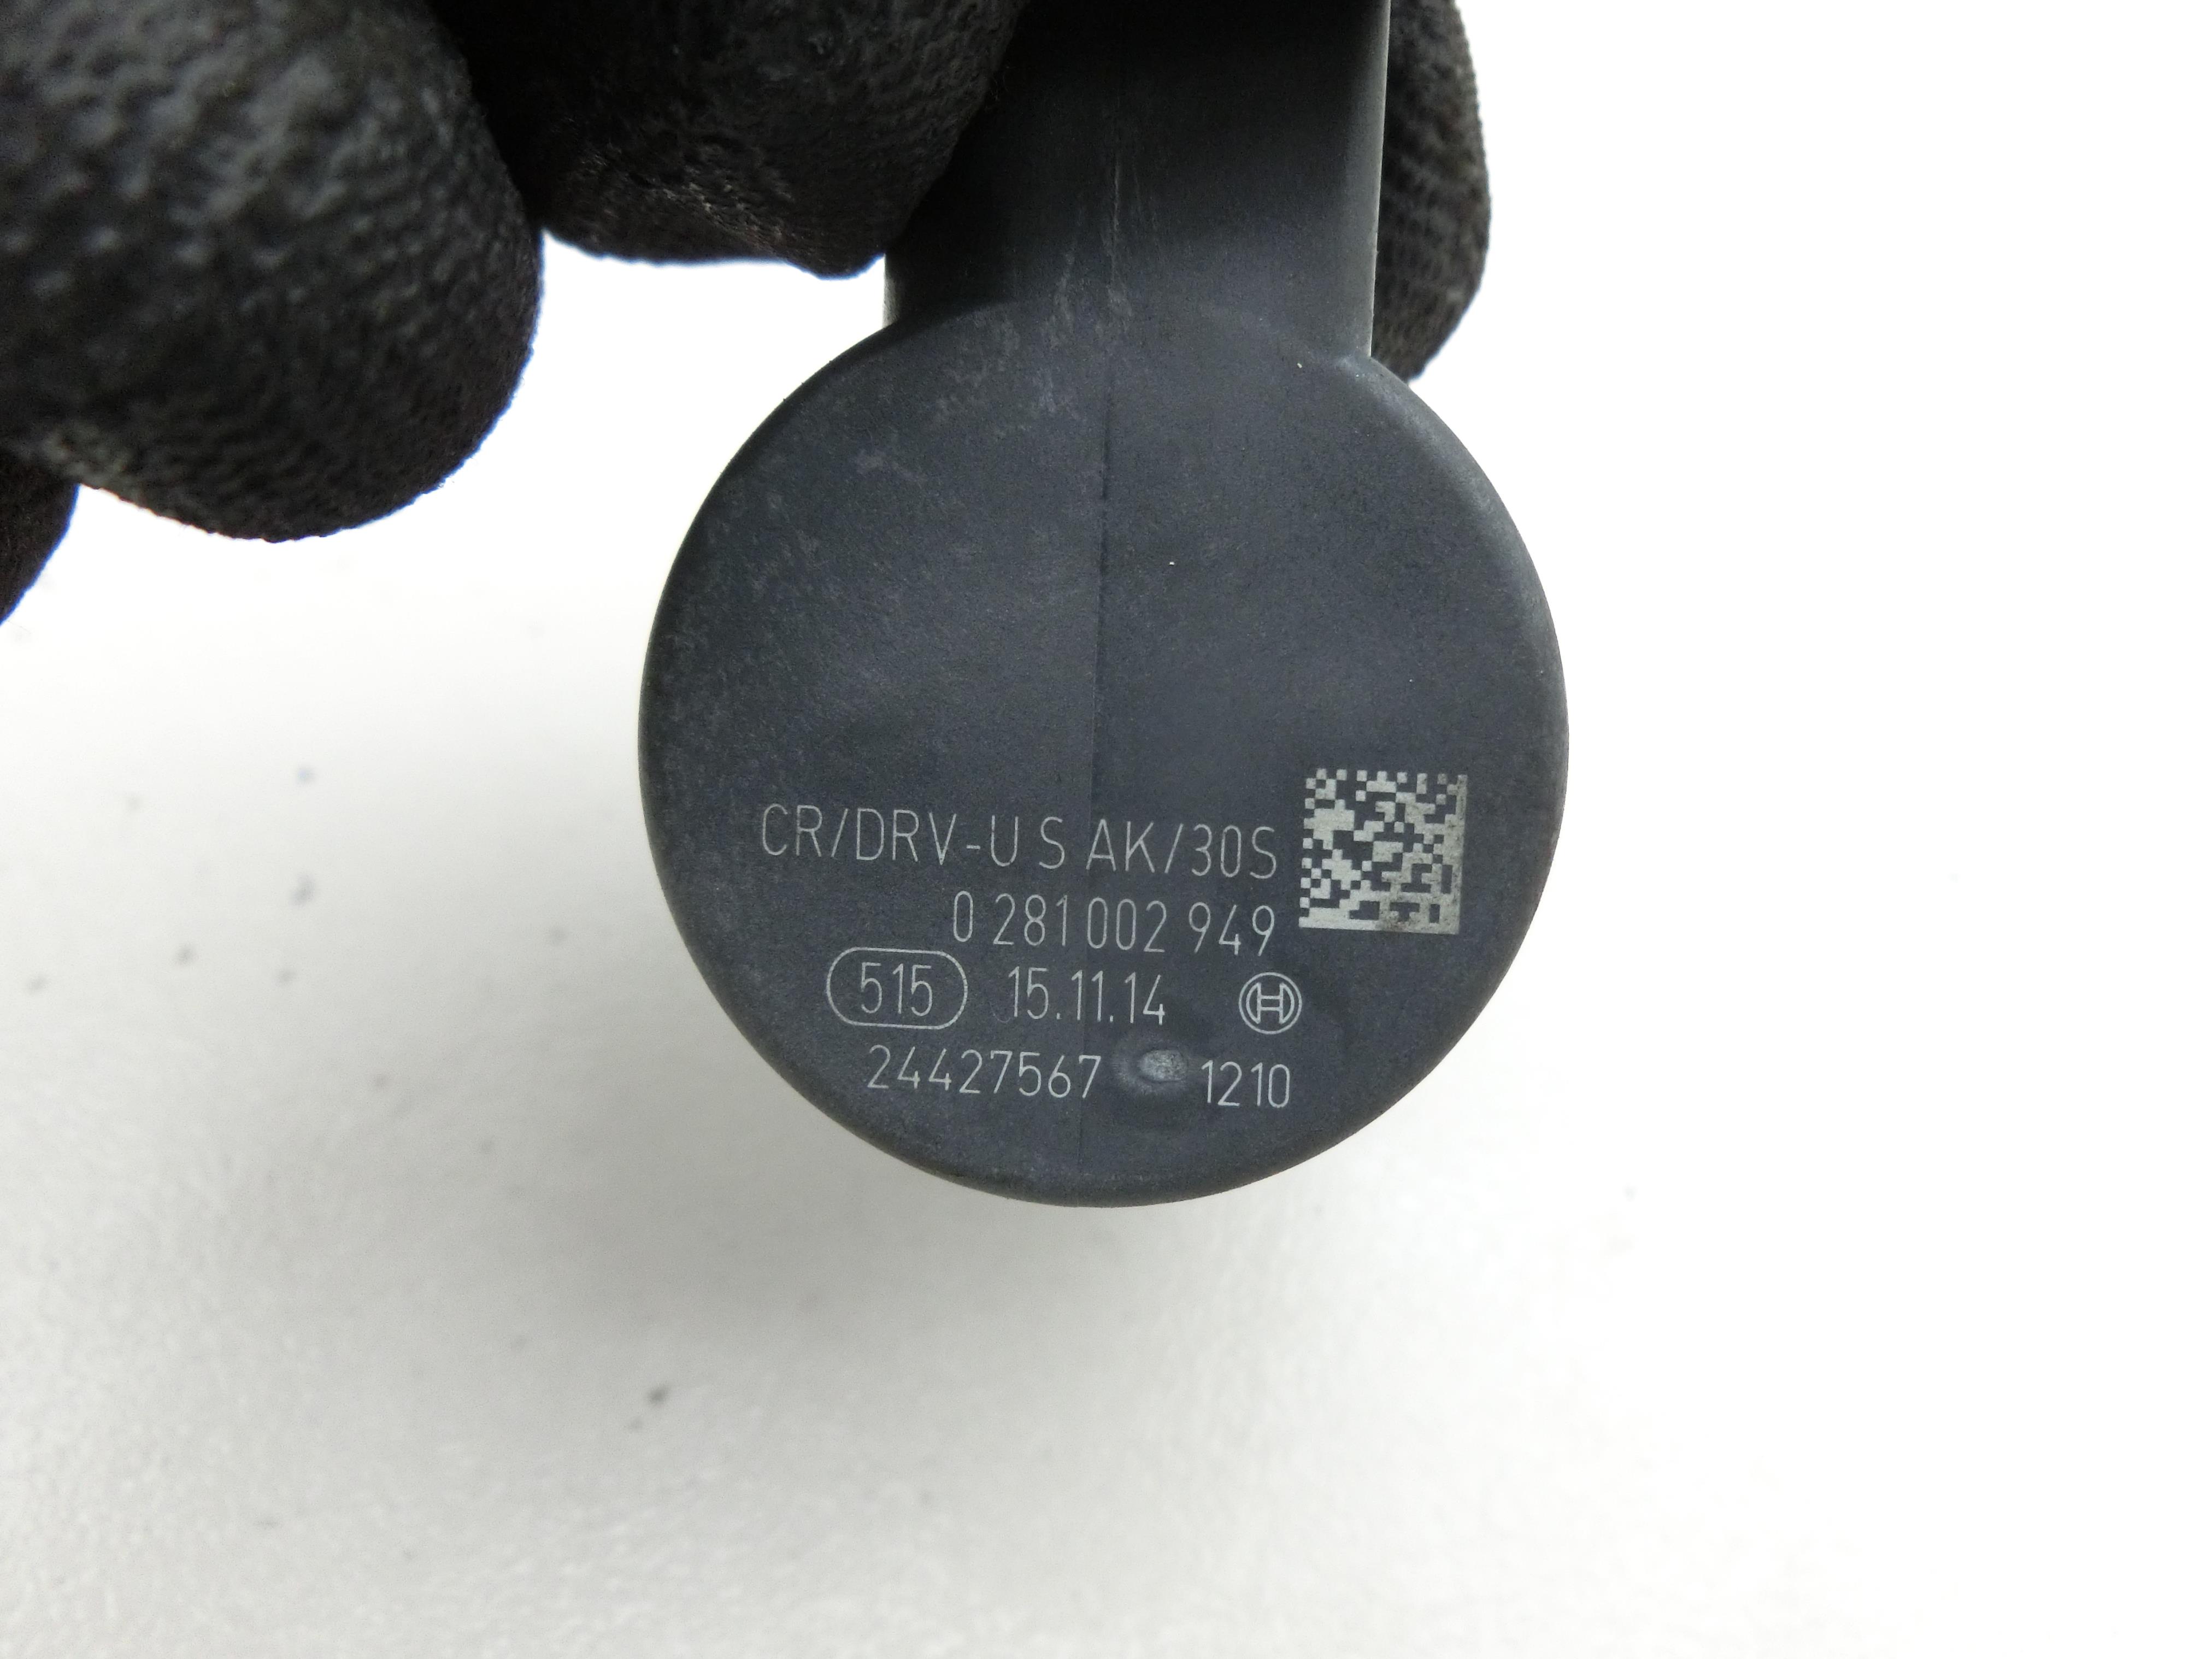 CR/DRV-U S AK/30S
0 281 002 949
515 15.11.14
24427567 1210